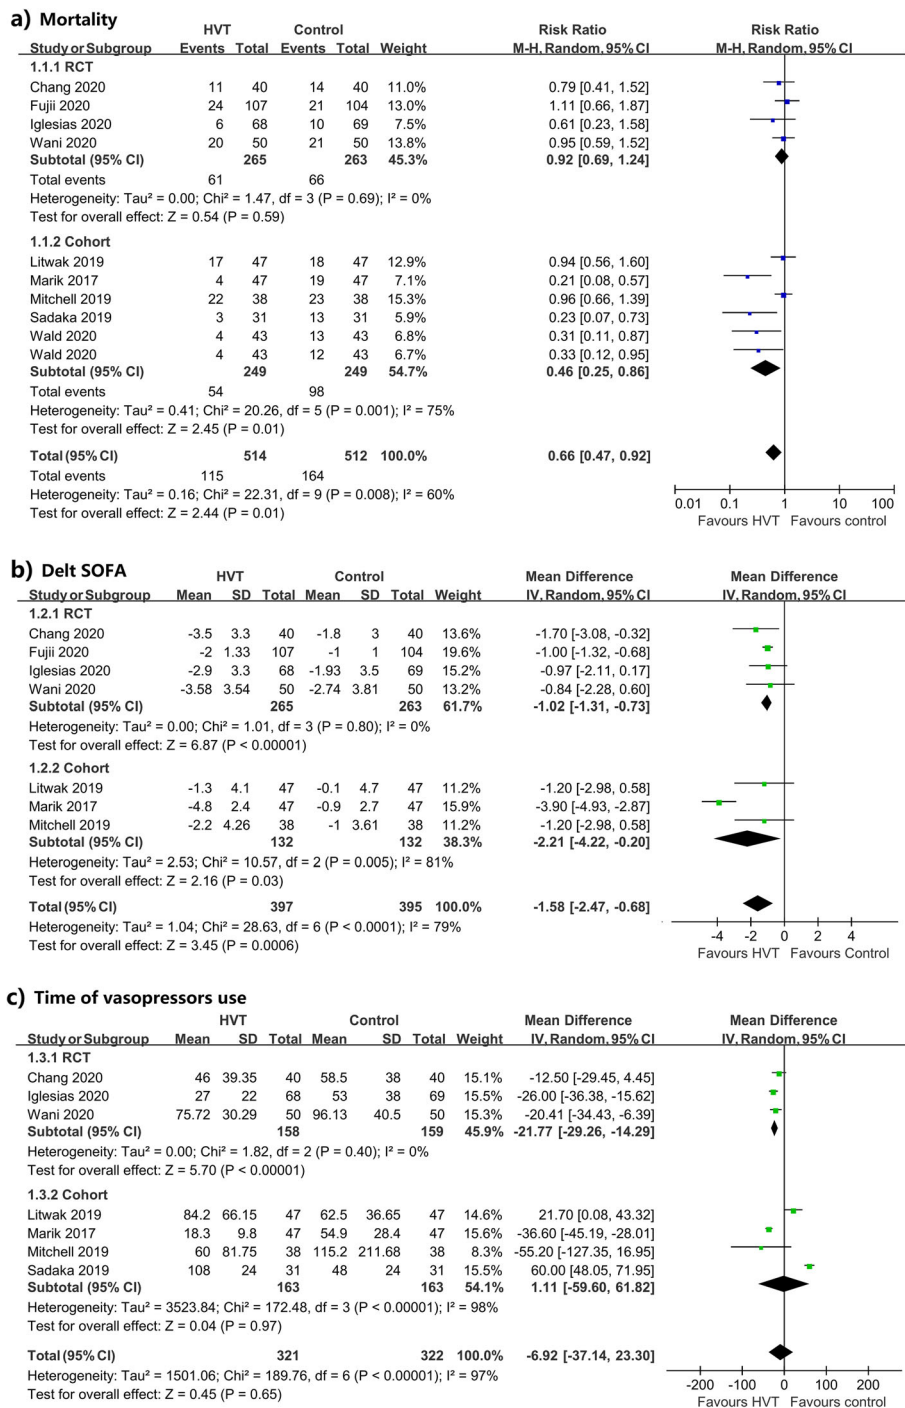 a) Mortality
HVT Control Risk Ratio Risk Ratio
Study or Subgroup Events Total Events Total Weight M-H, Random, 95% CI M-H, Random, 95% CI
1.1.1 RCT
Chang 2020 11 40 14 40 11.0% 0.79 [0.41, 1.52]
Fujii 2020 24 107 21 104 13.0% 1.11 [0.66, 1.87]
Iglesias 2020 6 68 10 69 7.5% 0.61 [0.23, 1.58]
Wani 2020 20 50 21 50 13.8% 0.95 [0.59, 1.52]
Subtotal (95% CI) 265 263 45.3% 0.92 [0.69, 1.24]
Total events 61 66
Heterogeneity: Tau² = 0.00; Chi² = 1.47, df = 3 (P = 0.69); I² = 0%
Test for overall effect: Z = 0.54 (P = 0.59)
1.1.2 Cohort
Litwak 2019 17 47 18 47 12.9% 0.94 [0.56, 1.60]
Marik 2017 4 47 19 47 7.1% 0.21 [0.08, 0.57]
Mitchell 2019 22 38 23 38 15.3% 0.96 [0.66, 1.39]
Sadaka 2019 3 31 13 31 5.9% 0.23 [0.07, 0.73]
Wald 2020 4 43 13 43 6.8% 0.31 [0.11, 0.87]
Wald 2020 4 43 12 43 6.7% 0.33 [0.12, 0.95]
Subtotal (95% CI) 249 249 54.7% 0.46 [0.25, 0.86]
Total events 54 98
Heterogeneity: Tau² = 0.41; Chi² = 20.26, df = 5 (P = 0.001); I² = 75%
Test for overall effect: Z = 2.45 (P = 0.01)
Total (95% CI) 514 512 100.0% 0.66 [0.47, 0.92]
Total events 115 164
Heterogeneity: Tau² = 0.16; Chi² = 22.31, df = 9 (P = 0.008); I² = 60%
Test for overall effect: Z = 2.44 (P = 0.01)
0.01 0.1 1 10 100
Favours HVT Favours control
b) Delt SOFA
HVT Control Mean Difference Mean Difference
Study or Subgroup Mean SD Total Mean SD Total Weight IV, Random, 95% CI IV, Random, 95% CI
1.2.1 RCT
Chang 2020 -3.5 3.3 40 -1.8 3 40 13.6% -1.70 [-3.08, -0.32]
Fujii 2020 -2 1.33 107 -1 1 104 19.6% -1.00 [-1.32, -0.68]
Iglesias 2020 -2.9 3.3 68 -1.93 3.5 69 15.2% -0.97 [-2.11, 0.17]
Wani 2020 -3.58 3.54 50 -2.74 3.81 50 13.2% -0.84 [-2.28, 0.60]
Subtotal (95% CI) 265 263 61.7% -1.02 [-1.31, -0.73]
Heterogeneity: Tau² = 0.00; Chi² = 1.01, df = 3 (P = 0.80); I² = 0%
Test for overall effect: Z = 6.87 (P < 0.00001)
1.2.2 Cohort
Litwak 2019 -1.3 4.1 47 -0.1 4.7 47 11.2% -1.20 [-2.98, 0.58]
Marik 2017 -4.8 2.4 47 -0.9 2.7 47 15.9% -3.90 [-4.93, -2.87]
Mitchell 2019 -2.2 4.26 38 -1 3.61 38 11.2% -1.20 [-2.98, 0.58]
Subtotal (95% CI) 132 132 38.3% -2.21 [-4.22, -0.20]
Heterogeneity: Tau² = 2.53; Chi² = 10.57, df = 2 (P = 0.005); I² = 81%
Test for overall effect: Z = 2.16 (P = 0.03)
Total (95% CI) 397 395 100.0% -1.58 [-2.47, -0.68]
Heterogeneity: Tau² = 1.04; Chi² = 28.63, df = 6 (P < 0.0001); I² = 79%
Test for overall effect: Z = 3.45 (P = 0.0006)
-4 -2 0 2 4
Favours HVT Favours Control
c) Time of vasopressors use
HVT Control Mean Difference Mean Difference
Study or Subgroup Mean SD Total Mean SD Total Weight IV, Random, 95% CI IV, Random, 95% CI
1.3.1 RCT
Chang 2020 46 39.35 40 58.5 38 40 15.1% -12.50 [-29.45, 4.45]
Iglesias 2020 27 22 68 53 38 69 15.5% -26.00 [-36.38, -15.62]
Wani 2020 75.72 30.29 50 96.13 40.5 50 15.3% -20.41 [-34.43, -6.39]
Subtotal (95% CI) 158 159 45.9% -21.77 [-29.26, -14.29]
Heterogeneity: Tau² = 0.00; Chi² = 1.82, df = 2 (P = 0.40); I² = 0%
Test for overall effect: Z = 5.70 (P < 0.00001)
1.3.2 Cohort
Litwak 2019 84.2 66.15 47 62.5 36.65 47 14.6% 21.70 [0.08, 43.32]
Marik 2017 18.3 9.8 47 54.9 28.4 47 15.6% -36.60 [-45.19, -28.01]
Mitchell 2019 60 81.75 38 115.2 211.68 38 8.3% -55.20 [-127.35, 16.95]
Sadaka 2019 108 24 31 48 24 31 15.5% 60.00 [48.05, 71.95]
Subtotal (95% CI) 163 163 54.1% 1.11 [-59.60, 61.82]
Heterogeneity: Tau² = 3523.84; Chi² = 172.48, df = 3 (P < 0.00001); I² = 98%
Test for overall effect: Z = 0.04 (P = 0.97)
Total (95% CI) 321 322 100.0% -6.92 [-37.14, 23.30]
Heterogeneity: Tau² = 1501.06; Chi² = 189.76, df = 6 (P < 0.00001); I² = 97%
Test for overall effect: Z = 0.45 (P = 0.65)
-200 -100 0 100 200
Favours HVT Favours control